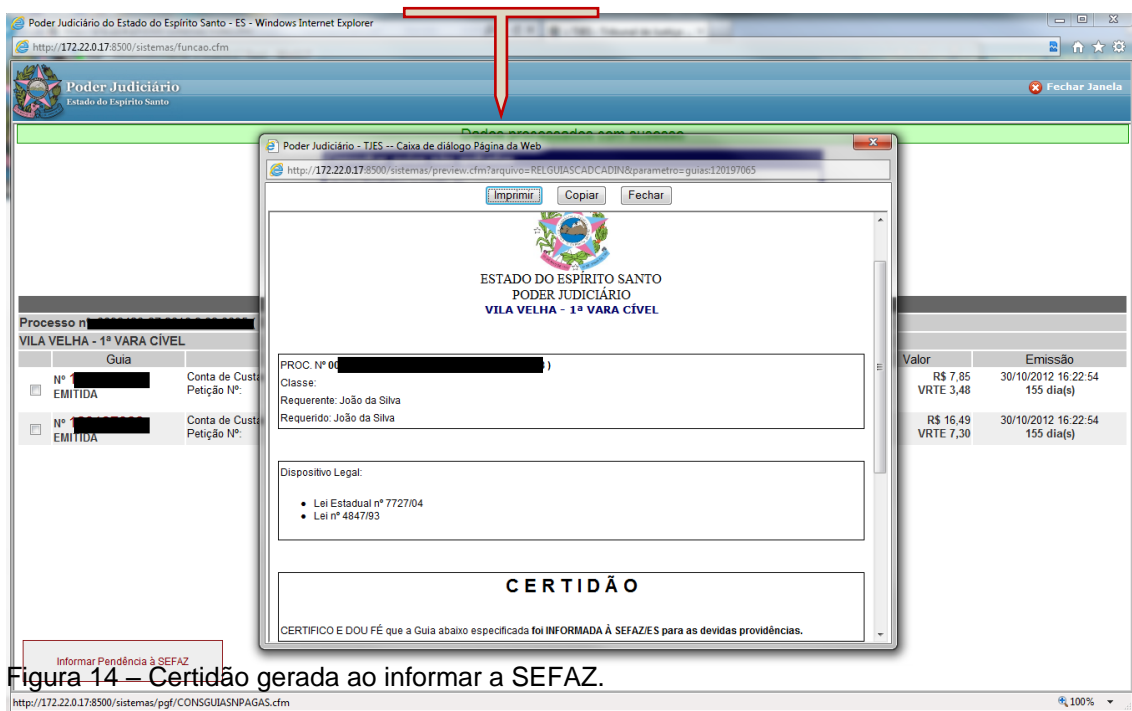 Poder Judiciário do Estado do Espírito Santo - ES - Windows Internet Explorer
http://172.22.0.17:8500/sistemas/funcao.cfm
Poder Judiciário
Estado do Espírito Santo
Fechar Janela
Dados processados com sucesso
Poder Judiciário - TJES -- Caixa de diálogo Página da Web
http://172.22.0.17:8500/sistemas/preview.cfm?arquivo=RELGUIASCADCADIN&parametro=guias:120197065
Imprimir Copiar Fechar
ESTADO DO ESPÍRITO SANTO
PODER JUDICIÁRIO
VILA VELHA - 1ª VARA CÍVEL
PROC. Nº 00 )
Classe:
Requerente: João da Silva
Requerido: João da Silva
Dispositivo Legal:
• Lei Estadual nº 7727/04
• Lei nº 4847/93
C E R T I D Ã O
CERTIFICO E DOU FÉ que a Guia abaixo especificada foi INFORMADA À SEFAZ/ES para as devidas providências.
Processo n
VILA VELHA - 1ª VARA CÍVEL
Guia Valor Emissão
Nº 1 Conta de Custa R$ 7,85 30/10/2012 16:22:54
EMITIDA Petição Nº: VRTE 3,48 155 dia(s)
Nº Conta de Custa R$ 16,49 30/10/2012 16:22:54
EMITIDA Petição Nº: VRTE 7,30 155 dia(s)
Informar Pendência à SEFAZ
Figura 14 – Certidão gerada ao informar a SEFAZ.
http://172.22.0.17:8500/sistemas/pgf/CONSGUIASNPAGAS.cfm 100%